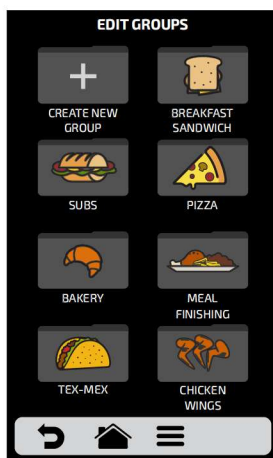 EDIT GROUPS
CREATE NEW
GROUP
BREAKFAST
SANDWICH
SUBS
PIZZA
BAKERY
MEAL
FINISHING
TEX-MEX
CHICKEN
WINGS